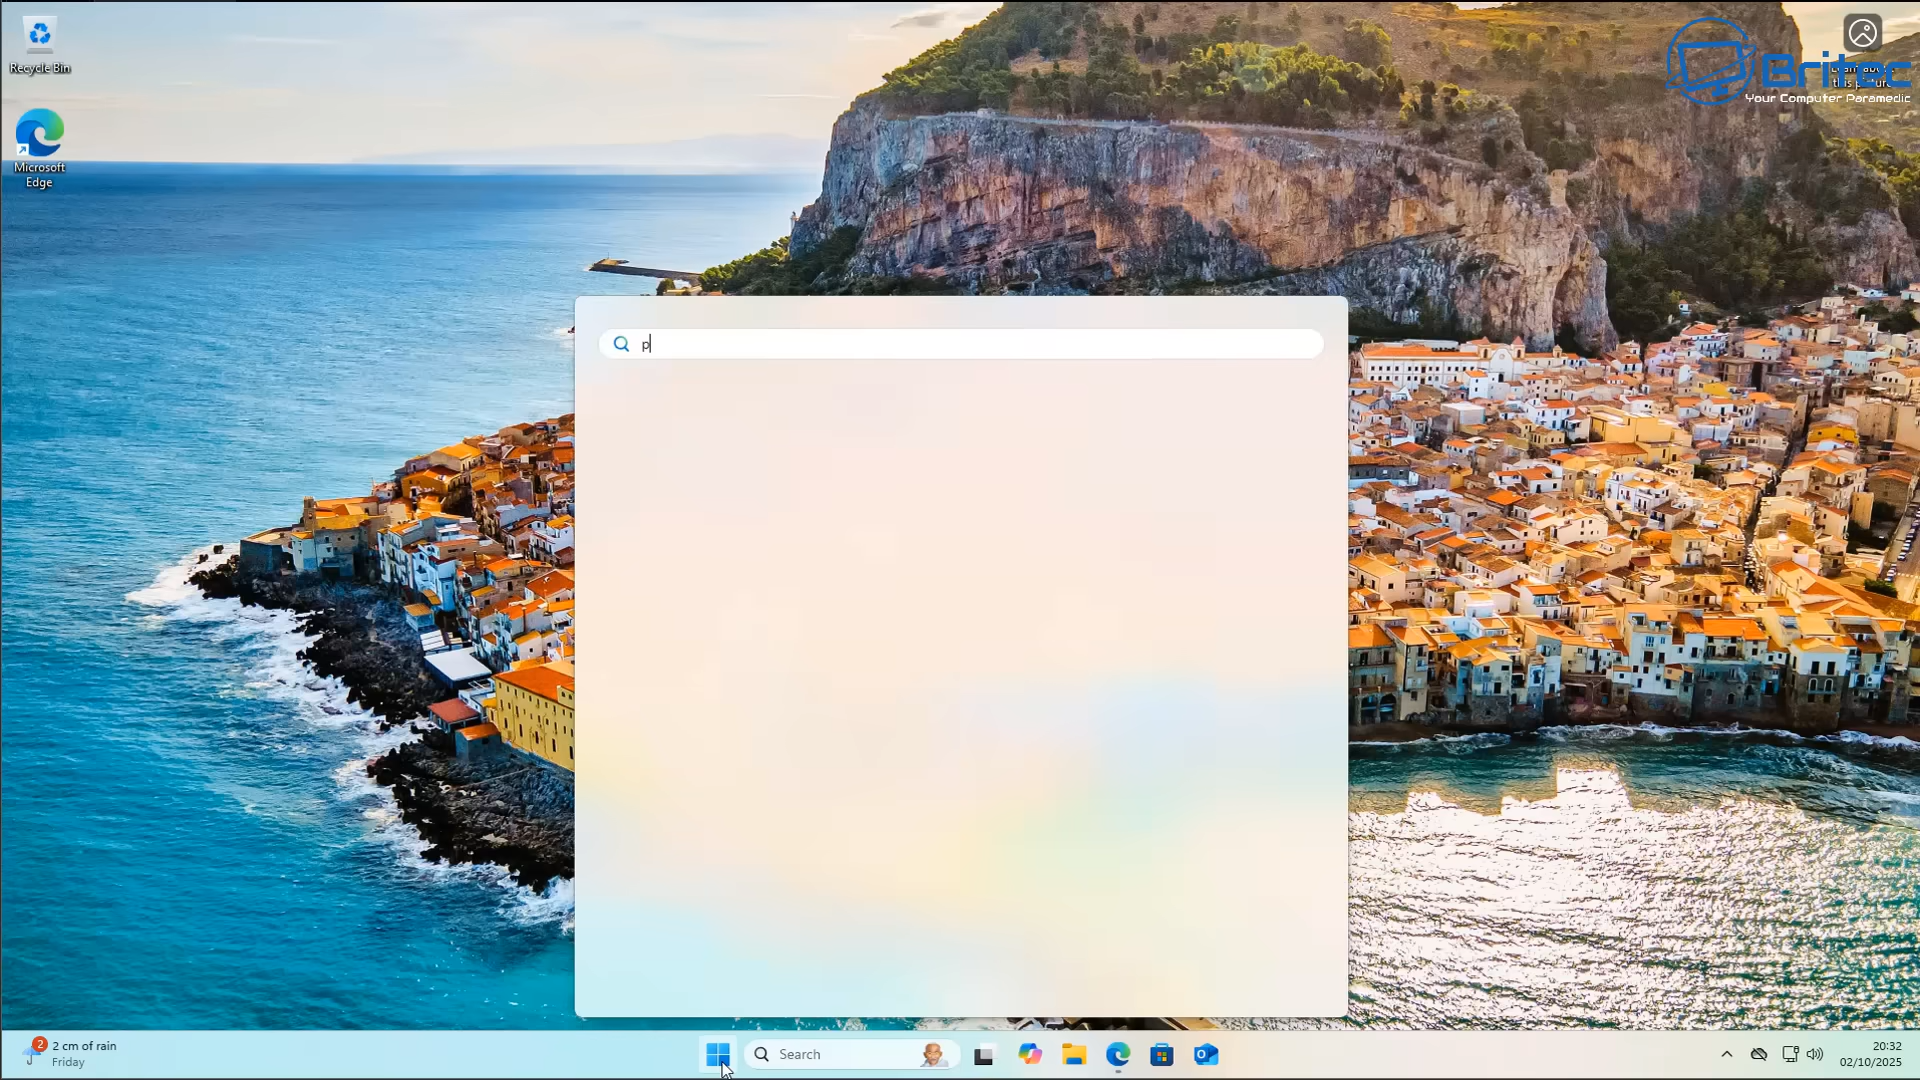 Recycle Bin
Microsoft
Edge
Britec
Your Computer Paramedic
p
2
2 cm of rain
Friday
Search
20:32
02/10/2025